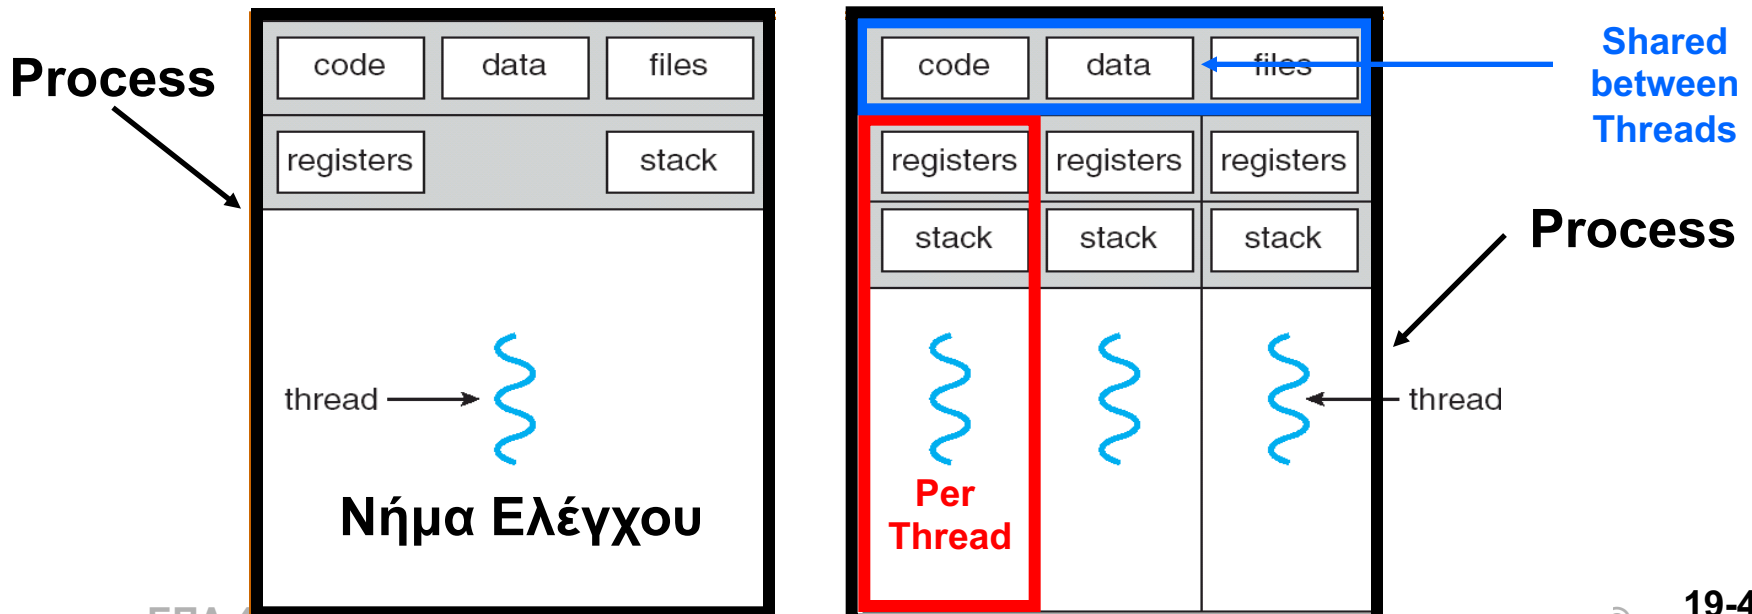 Process
code data files
registers stack
thread
Νήμα Ελέγχου
code data files
registers registers registers
stack stack stack
thread
Per
Thread
Shared
between
Threads
Process
19-4